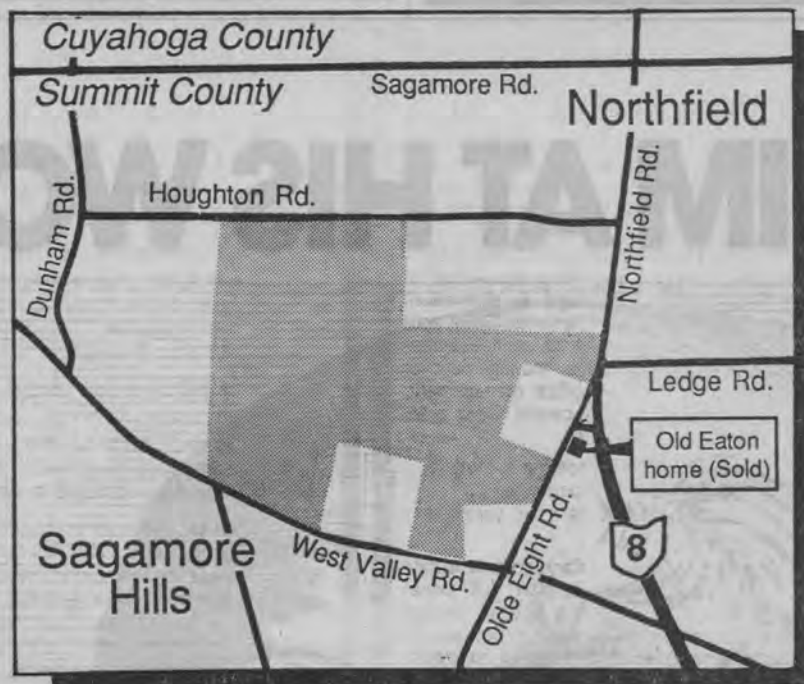 Cuyahoga County
Summit County
Sagamore Rd.
Northfield
Houghton Rd.
Dunham Rd.
Northfield Rd.
Ledge Rd.
Old Eaton
home (Sold)
8
Sagamore
Hills
West Valley Rd.
Olde Eight Rd.